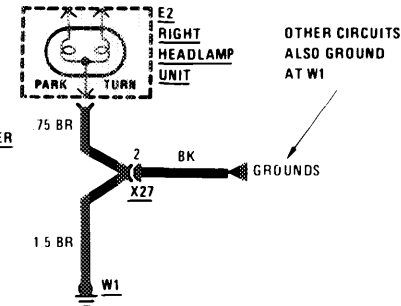 E2
RIGHT
HEADLAMP
UNIT
OTHER CIRCUITS
ALSO GROUND
AT W1
PARK TURN
.75 BR
ER
2
BK
GROUNDS
X27
1.5 BR
W1